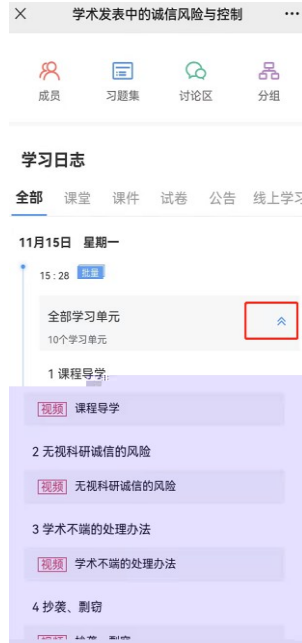 学术发表中的诚信风险与控制
成员
习题集
讨论区
分组
学习日志
全部 课堂 课件 试卷 公告 线上学习
11月15日 星期一
15:28 批量
全部学习单元
10个学习单元
1 课程导学
视频 课程导学
2 无视科研诚信的风险
视频 无视科研诚信的风险
3 学术不端的处理办法
视频 学术不端的处理办法
4 抄袭、剽窃
视频 抄袭、剽窃